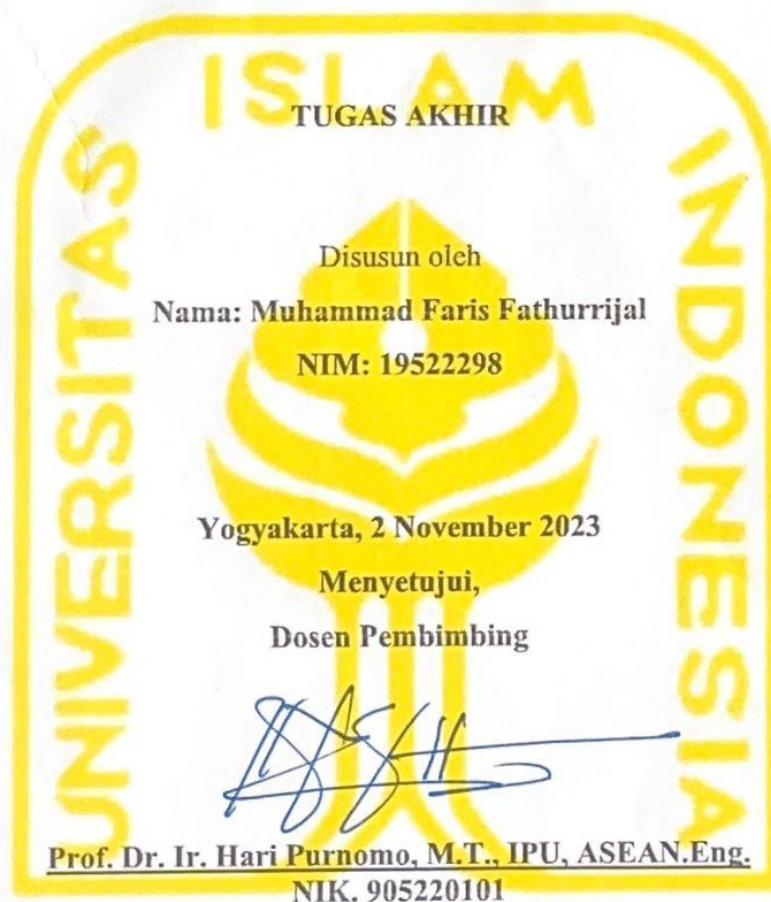 UNIVERSITAS ISLAM INDONESIA
TUGAS AKHIR
Disusun oleh
Nama: Muhammad Faris Fathurrijal
NIM: 19522298
Yogyakarta, 2 November 2023
Menyetujui,
Dosen Pembimbing
Prof. Dr. Ir. Hari Purnomo, M.T., IPU, ASEAN.Eng.
NIK. 905220101